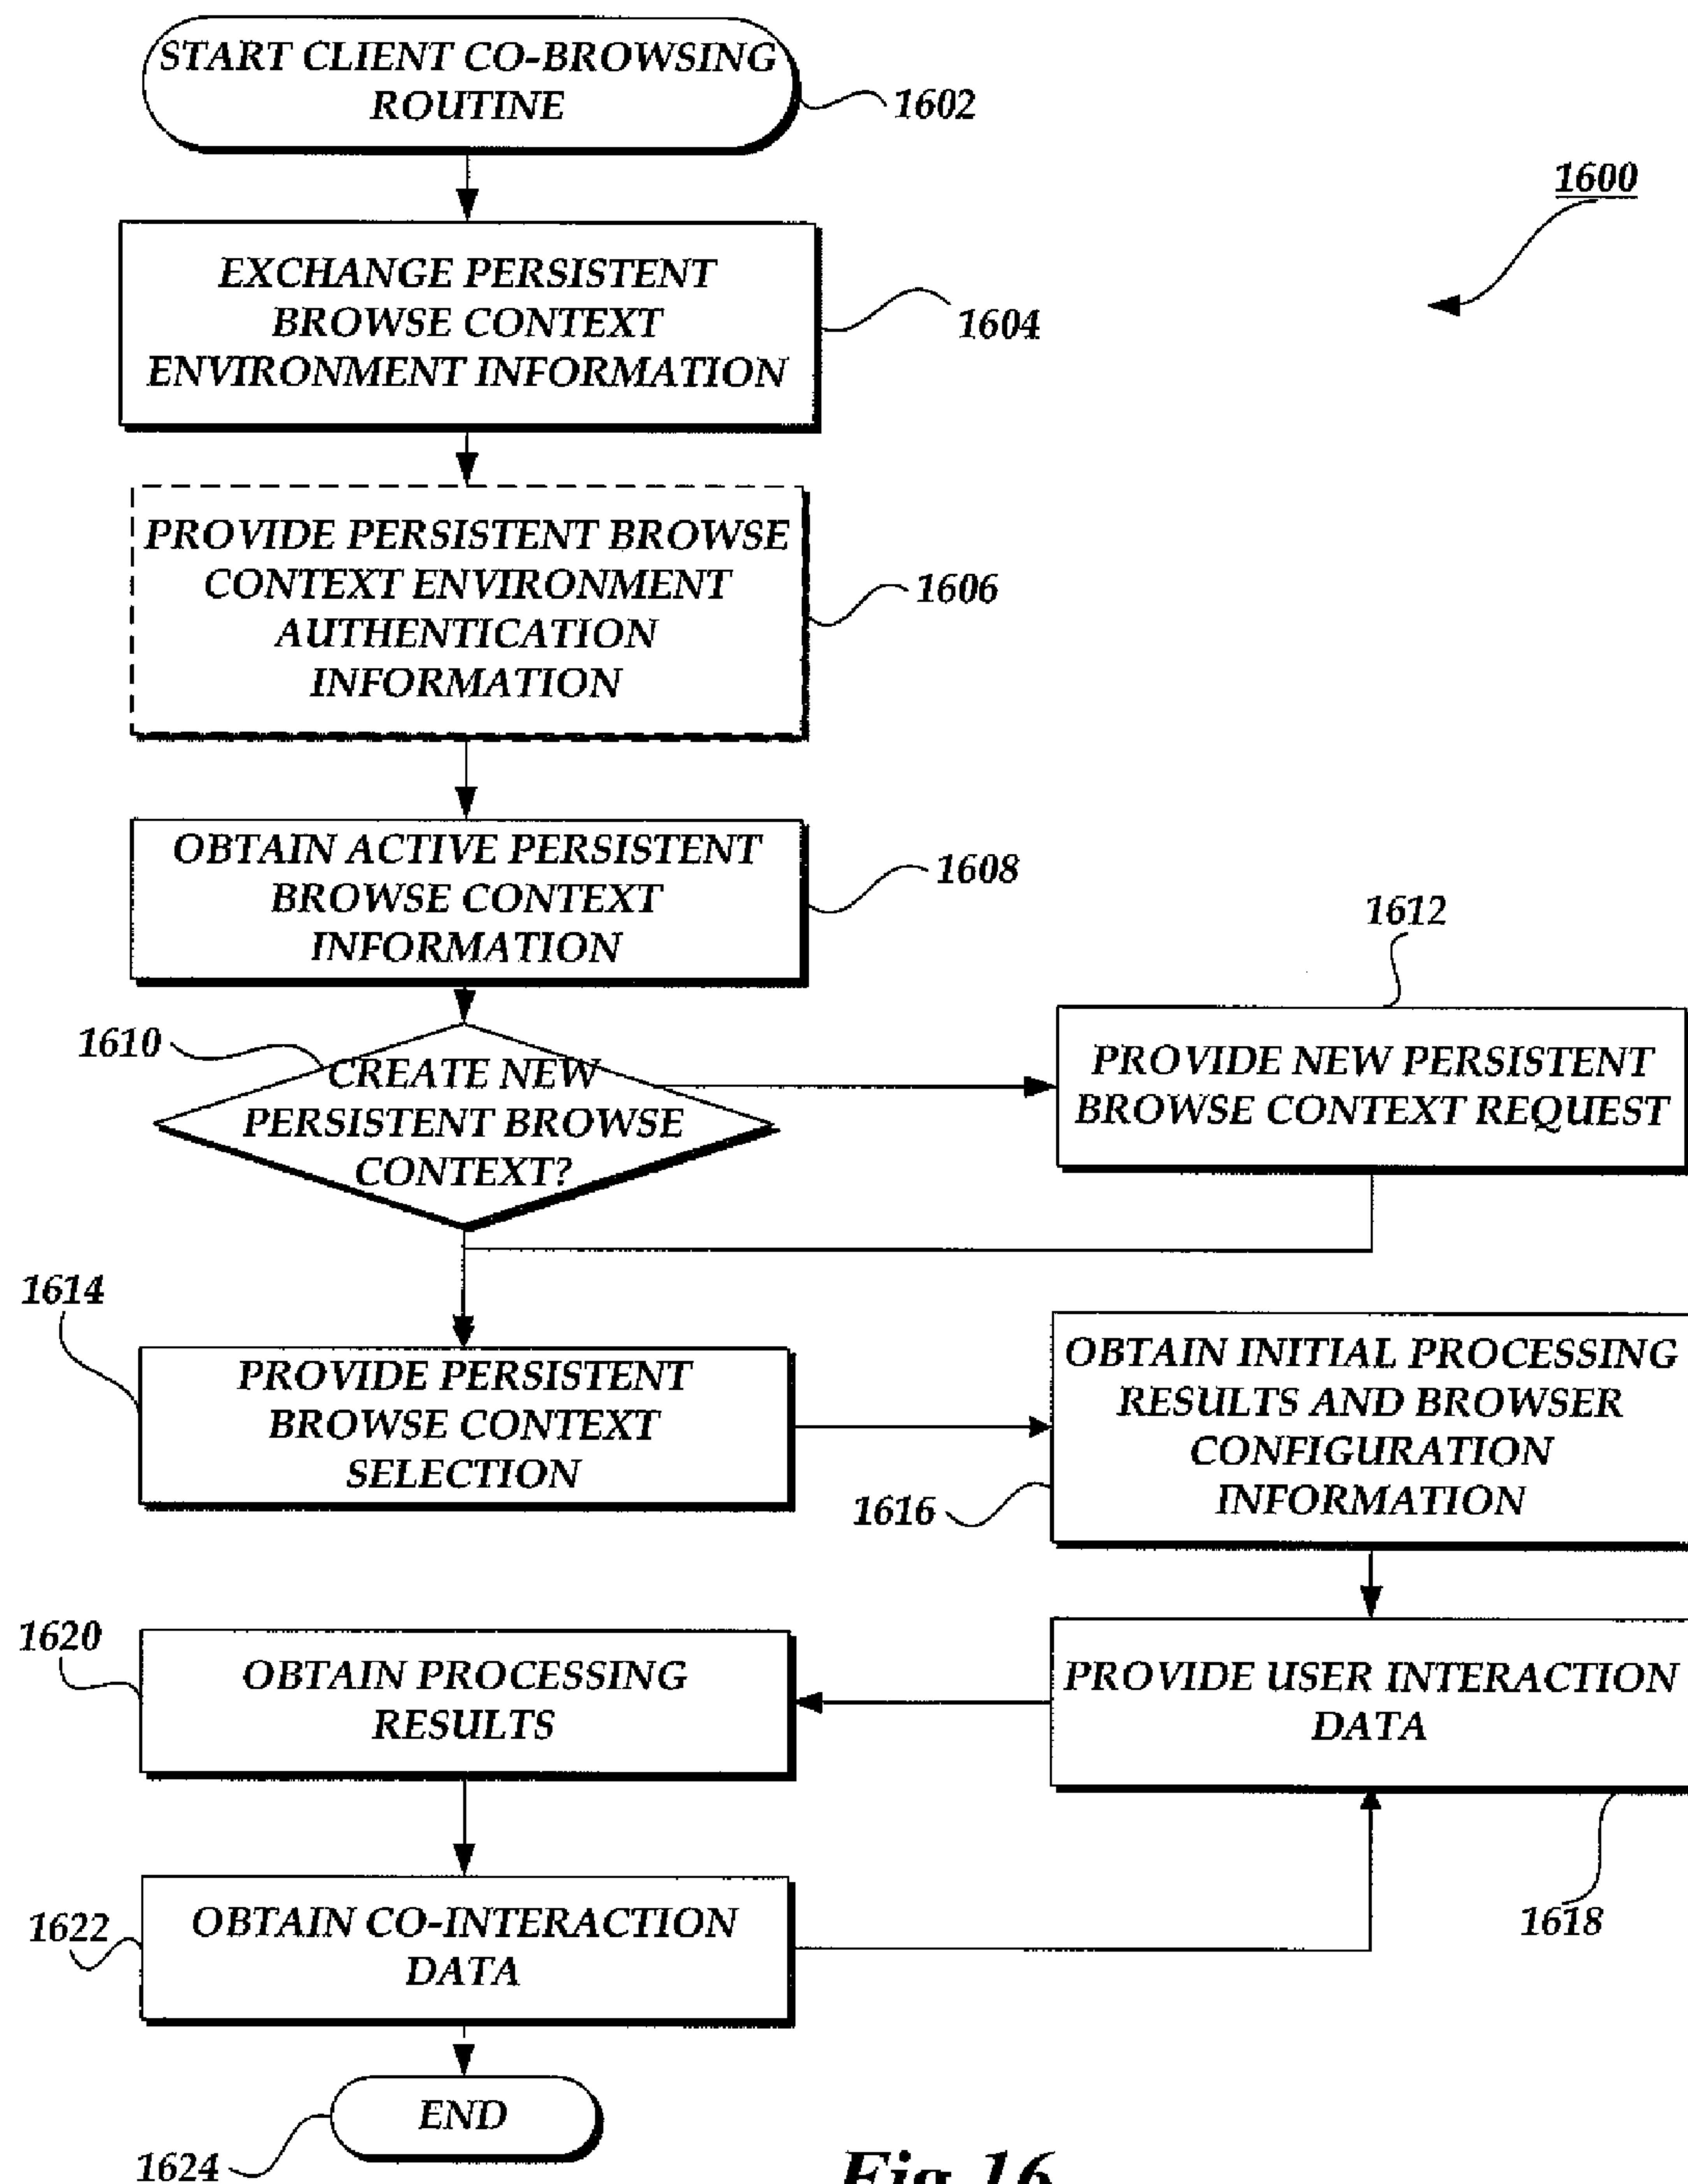 START CLIENT CO-BROWSING
ROUTINE
1602
1600
EXCHANGE PERSISTENT
BROWSE CONTEXT
ENVIRONMENT INFORMATION
1604
PROVIDE PERSISTENT BROWSE
CONTEXT ENVIRONMENT
AUTHENTICATION
INFORMATION
1606
OBTAIN ACTIVE PERSISTENT
BROWSE CONTEXT
INFORMATION
1608
1610
CREATE NEW
PERSISTENT BROWSE
CONTEXT?
1612
PROVIDE NEW PERSISTENT
BROWSE CONTEXT REQUEST
1614
PROVIDE PERSISTENT
BROWSE CONTEXT
SELECTION
OBTAIN INITIAL PROCESSING
RESULTS AND BROWSER
CONFIGURATION
INFORMATION
1616
PROVIDE USER INTERACTION
DATA
1618
1620
OBTAIN PROCESSING
RESULTS
1622
OBTAIN CO-INTERACTION
DATA
END
1624
Fig.16